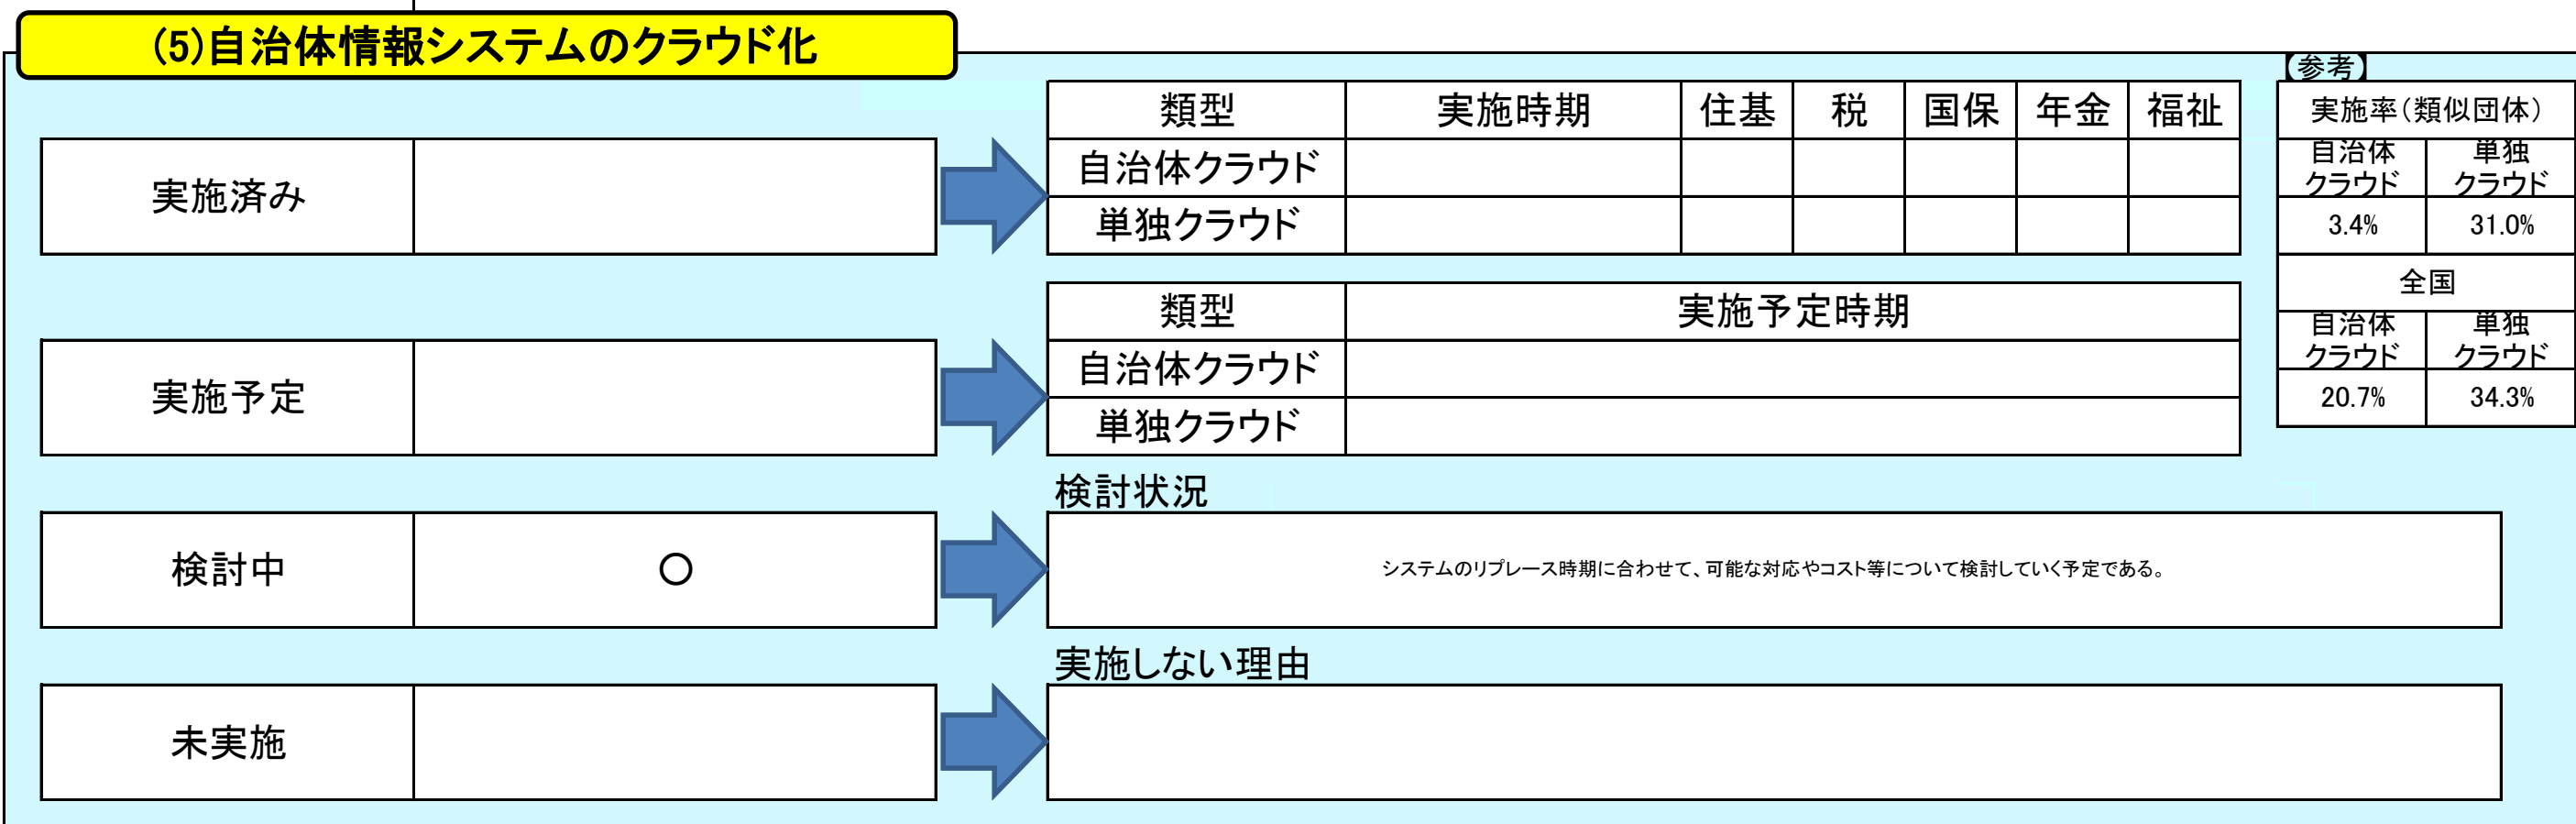 (5)自治体情報システムのクラウド化
【参考】
類型 実施時期 住基 税 国保 年金 福祉
実施済み
自治体クラウド
単独クラウド
実施率(類似団体)
自治体
クラウド
単独
クラウド
3.4% 31.0%
全国
自治体
クラウド
単独
クラウド
20.7% 34.3%
類型 実施予定時期
実施予定
自治体クラウド
単独クラウド
検討状況
検討中 ○
システムのリプレース時期に合わせて、可能な対応やコスト等について検討していく予定である。
実施しない理由
未実施